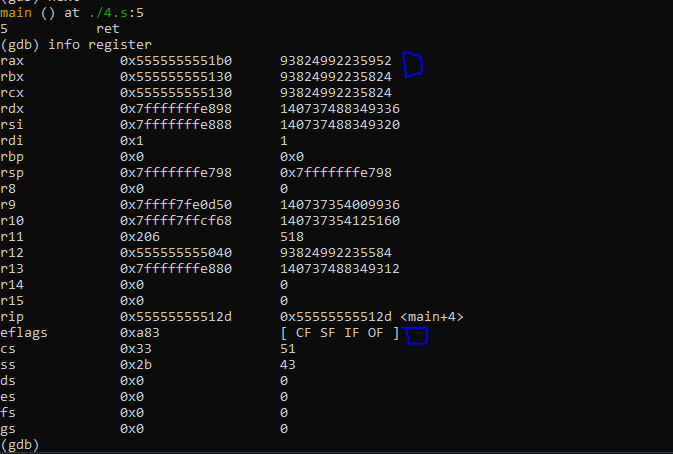 main () at ./4.s:5
5 ret
(gdb) info register
rax 0x5555555551b0 93824992235952
rbx 0x555555555130 93824992235824
rcx 0x555555555130 93824992235824
rdx 0x7fffffffe898 140737488349336
rsi 0x7fffffffe888 140737488349320
rdi 0x1 1
rbp 0x0 0x0
rsp 0x7fffffffe798 0x7fffffffe798
r8 0x0 0
r9 0x7ffff7fe0d50 140737354009936
r10 0x7ffff7ffcf68 140737354125160
r11 0x206 518
r12 0x555555555040 93824992235584
r13 0x7fffffffe880 140737488349312
r14 0x0 0
r15 0x0 0
rip 0x55555555512d 0x55555555512d <main+4>
eflags 0xa83 [ CF SF IF OF ]
cs 0x33 51
ss 0x2b 43
ds 0x0 0
es 0x0 0
fs 0x0 0
gs 0x0 0
(gdb)